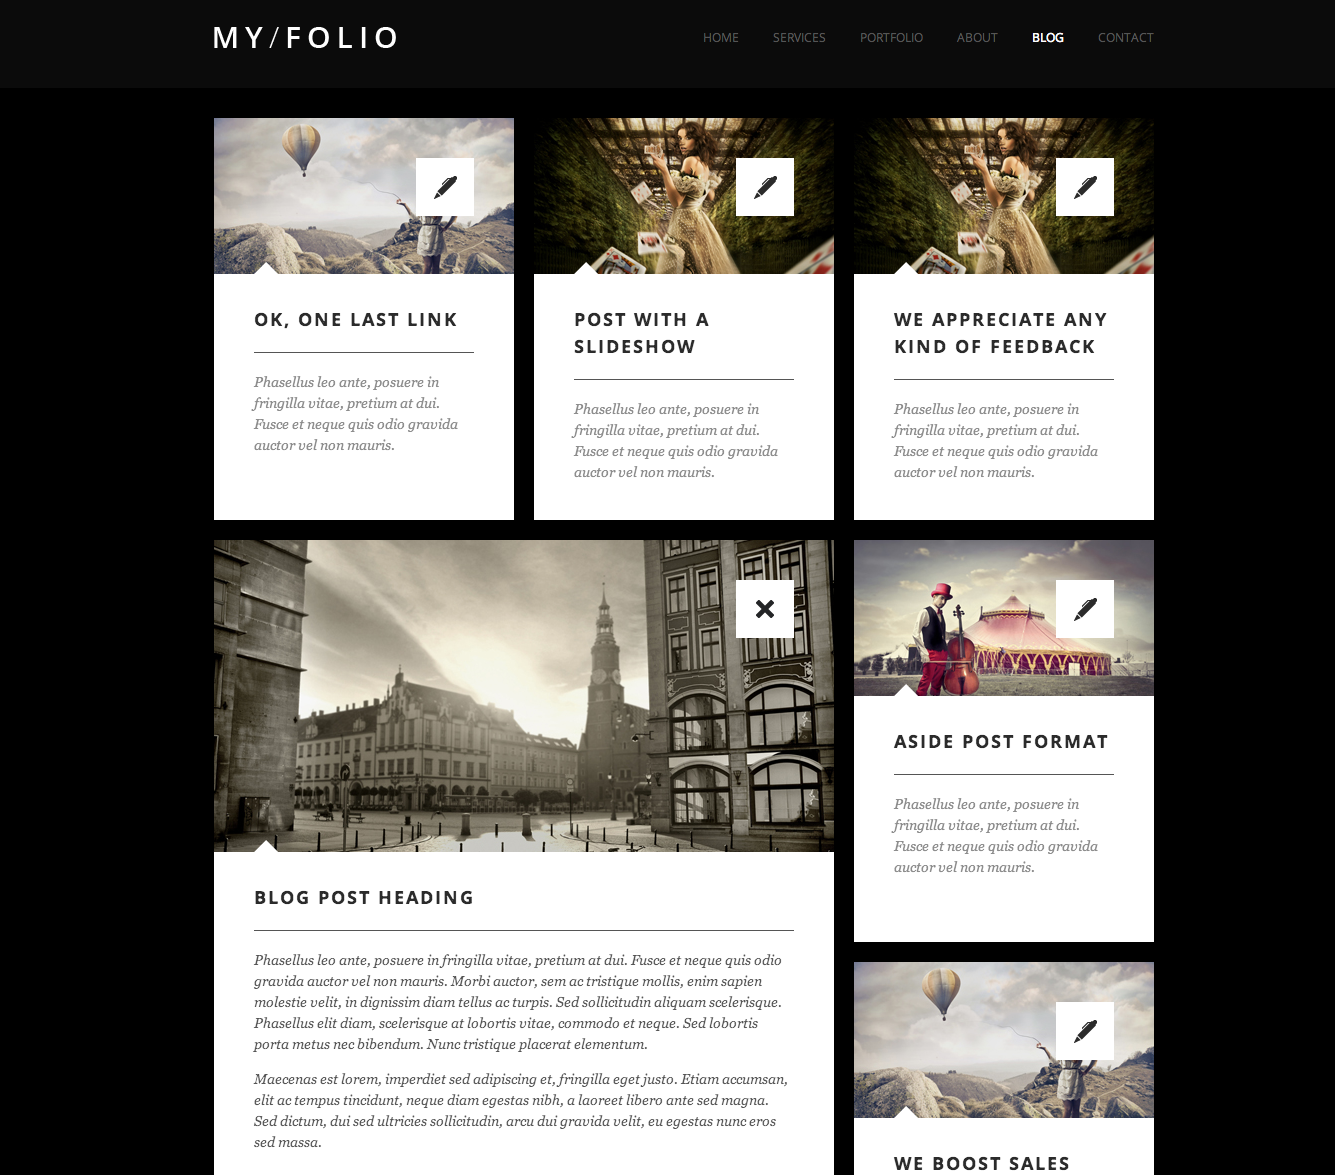 MY/FOLIO
HOME SERVICES PORTFOLIO ABOUT BLOG CONTACT
OK, ONE LAST LINK
Phasellus leo ante, posuere in
fringilla vitae, pretium at dui.
Fusce et neque quis odio gravida
auctor vel non mauris.
POST WITH A
SLIDESHOW
Phasellus leo ante, posuere in
fringilla vitae, pretium at dui.
Fusce et neque quis odio gravida
auctor vel non mauris.
WE APPRECIATE ANY
KIND OF FEEDBACK
Phasellus leo ante, posuere in
fringilla vitae, pretium at dui.
Fusce et neque quis odio gravida
auctor vel non mauris.
BLOG POST HEADING
Phasellus leo ante, posuere in fringilla vitae, pretium at dui. Fusce et neque quis odio
gravida auctor vel non mauris. Morbi auctor, sem ac tristique mollis, enim sapien
molestie velit, in dignissim diam tellus ac turpis. Sed sollicitudin aliquam scelerisque.
Phasellus elit diam, scelerisque at lobortis vitae, commodo et neque. Sed lobortis
porta metus nec bibendum. Nunc tristique placerat elementum.
Maecenas est lorem, imperdiet sed adipiscing et, fringilla eget justo. Etiam accumsan,
elit ac tempus tincidunt, neque diam egestas nibh, a laoreet libero ante sed magna.
Sed dictum, dui sed ultricies sollicitudin, arcu dui gravida velit, eu egestas nunc eros
sed massa.
ASIDE POST FORMAT
Phasellus leo ante, posuere in
fringilla vitae, pretium at dui.
Fusce et neque quis odio gravida
auctor vel non mauris.
WE BOOST SALES